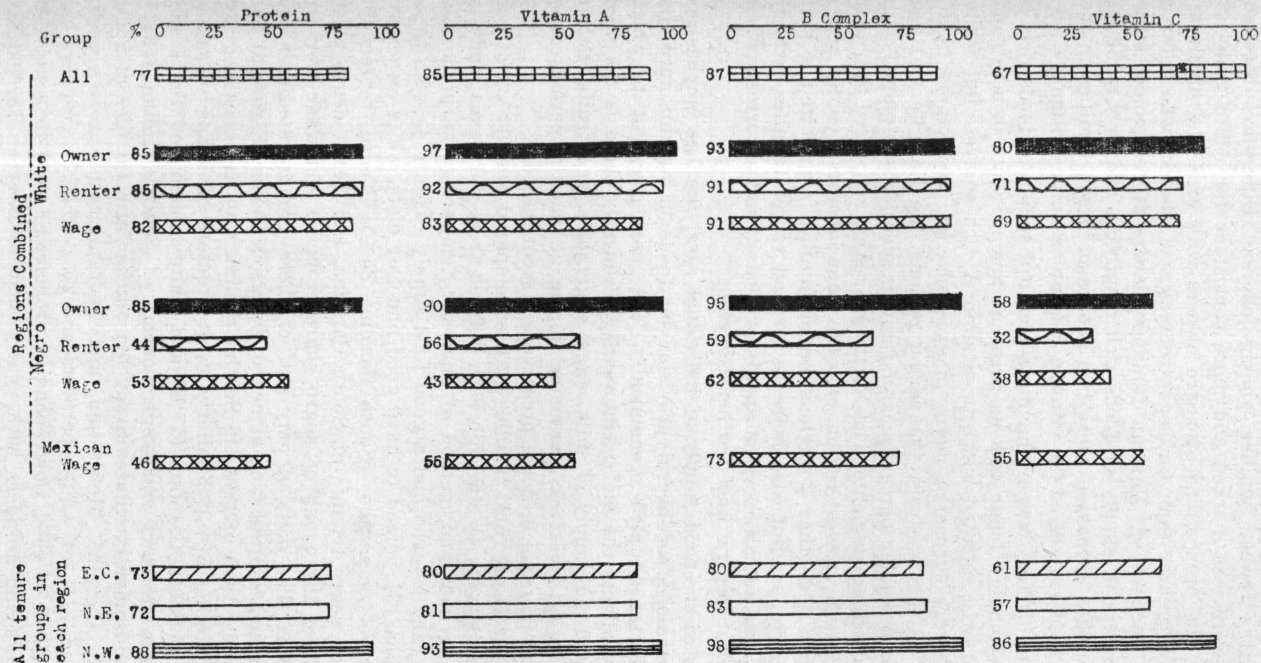 Protein Vitamin A B Complex Vitamin C
Group % 0 25 50 75 100 0 25 50 75 100 0 25 50 75 100 0 25 50 75 100
All 77 85 87 67 *
Regions Combined
White
Owner 85 97 93 80
Renter 85 92 91 71
Wage 82 83 91 69
Negro
Owner 85 90 95 58
Renter 44 56 59 32
Wage 53 43 62 38
Mexican
Wage 46 55 73 55
All tenure
groups in
each region
E.C. 73 80 80 61
N.E. 72 81 83 57
N.W. 88 93 98 86